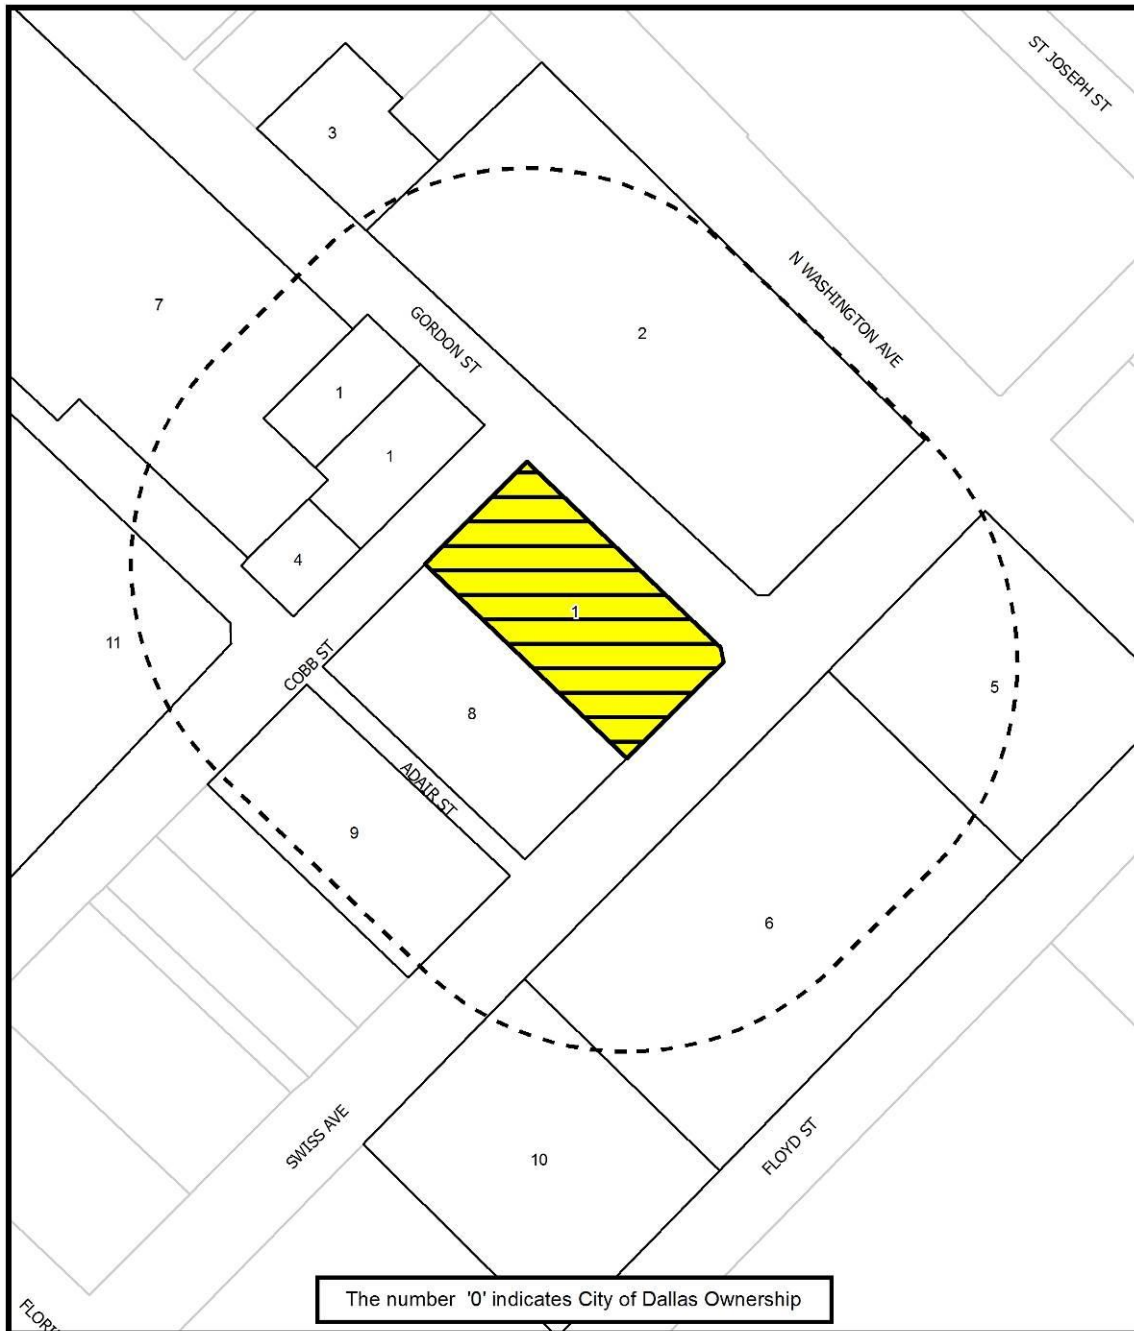 ST JOSEPH ST
3
N WASHINGTON AVE
7
GORDON ST
2
1
1
4
1
11
COBB ST
5
8
ADAIR ST
9
6
SWISS AVE
FLOYD ST
10
The number '0' indicates City of Dallas Ownership